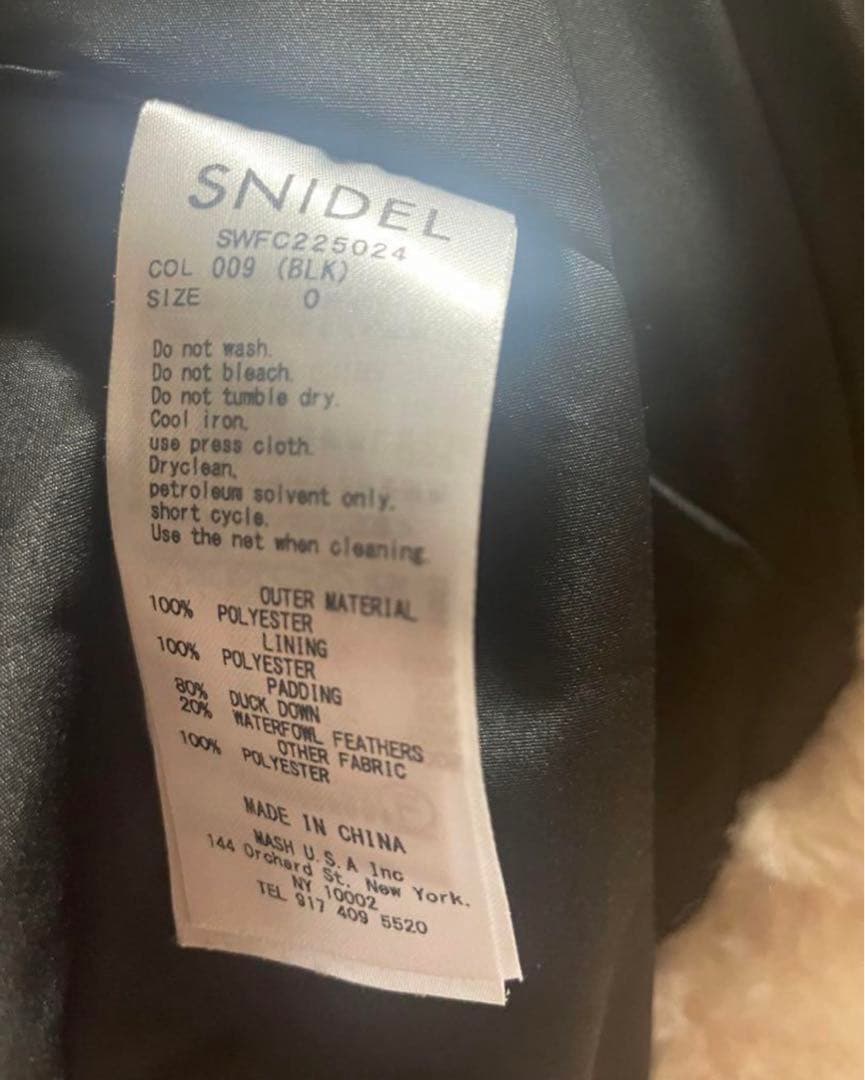 SNIDEL
SWFC225024
COL 009 (BLK)
SIZE 0
Do not wash.
Do not bleach.
Do not tumble dry.
Cool iron.
use press cloth.
Dryclean,
petroleum solvent only.
short cycle.
Use the net when cleaning.
OUTER MATERIAL
100% POLYESTER
LINING
100% POLYESTER
PADDING
80% DUCK DOWN
20% WATERFOWL FEATHERS
OTHER FABRIC
100% POLYESTER
MADE IN CHINA
MASH U.S.A Inc
144 Orchard St. New York.
NY 10002
TEL 917 409 5520